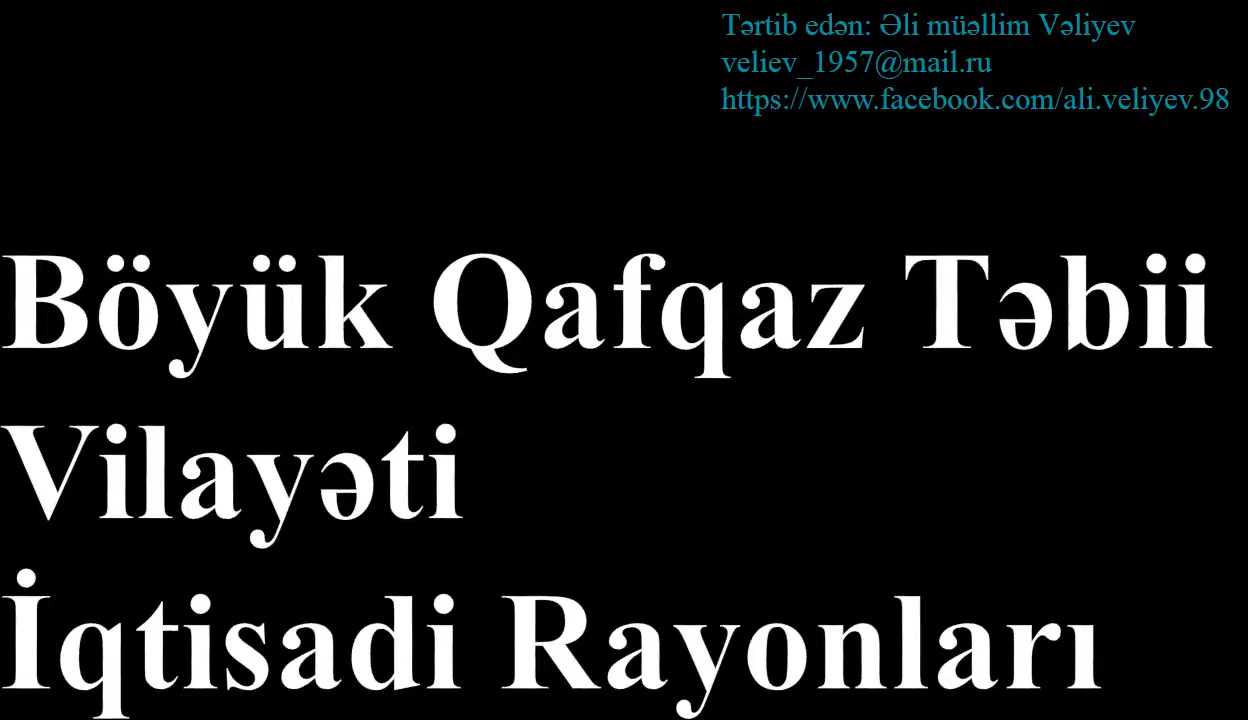 Tərtib edən: Əli müəllim Vəliyev
veliev_1957@mail.ru
https://www.facebook.com/ali.veliyev.98
Böyük Qafqaz Təbii
Vilayəti
İqtisadi Rayonları